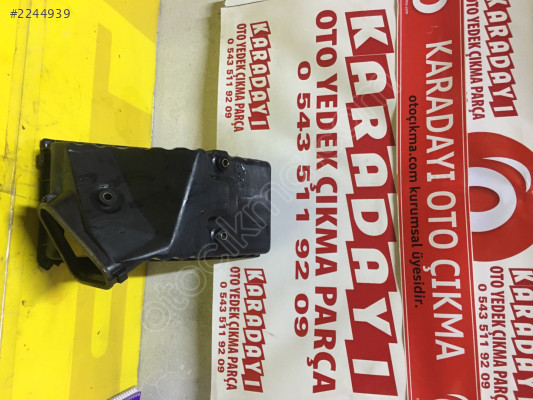 #2244939
KARADAYI
OTO YEDEK ÇIKMA PARÇA
0 543 511 92 09
KARADAYI
OTO YEDEK ÇIKMA PARÇA
0 543 511 92 09
KARADAYI
OTO YEDEK ÇIKMA PARÇA
0 543 511 92 09
KARADAYI OTO ÇIKMA
otoçıkma.com kurumsal üyesidir.
KARADAYI
OTO YEDEK ÇIKMA PARÇA
0 543 511 92 09
KARADAYI
OTO YEDEK ÇIKMA PARÇA
0 543 511 92 09